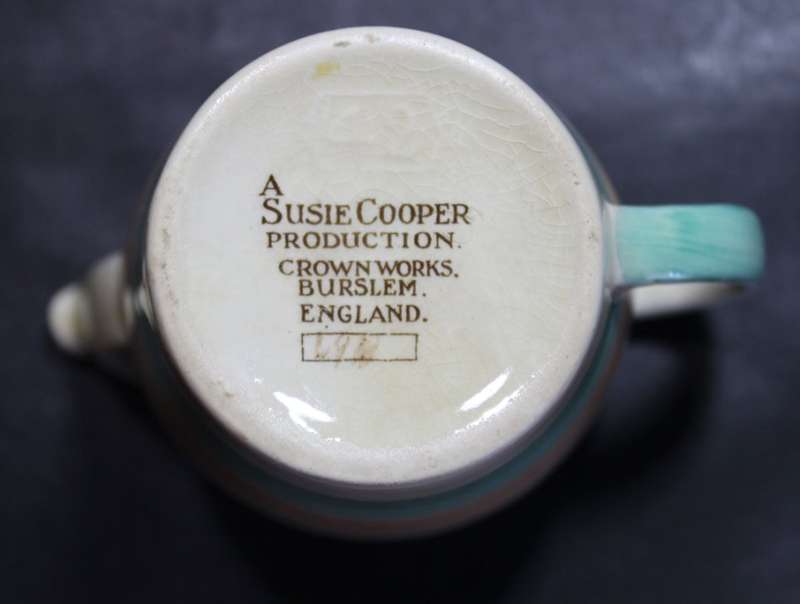 A
SUSIE COOPER
PRODUCTION.
CROWN WORKS.
BURSLEM.
ENGLAND.